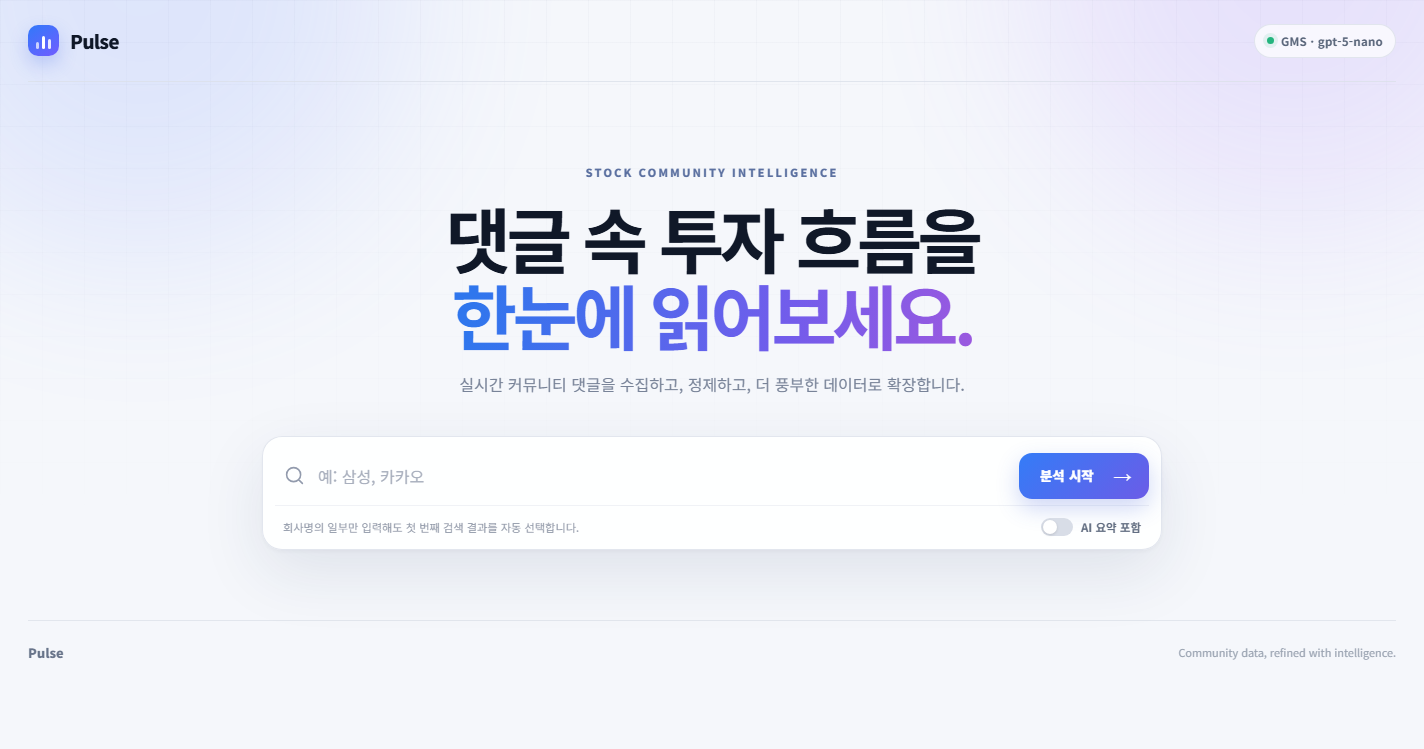 Pulse
GMS · gpt-5-nano
STOCK COMMUNITY INTELLIGENCE
댓글 속 투자 흐름을
한눈에 읽어보세요.
실시간 커뮤니티 댓글을 수집하고, 정제하고, 더 풍부한 데이터로 확장합니다.
예: 삼성, 카카오
분석 시작 →
회사명의 일부만 입력해도 첫 번째 검색 결과를 자동 선택합니다.
AI 요약 포함
Pulse
Community data, refined with intelligence.